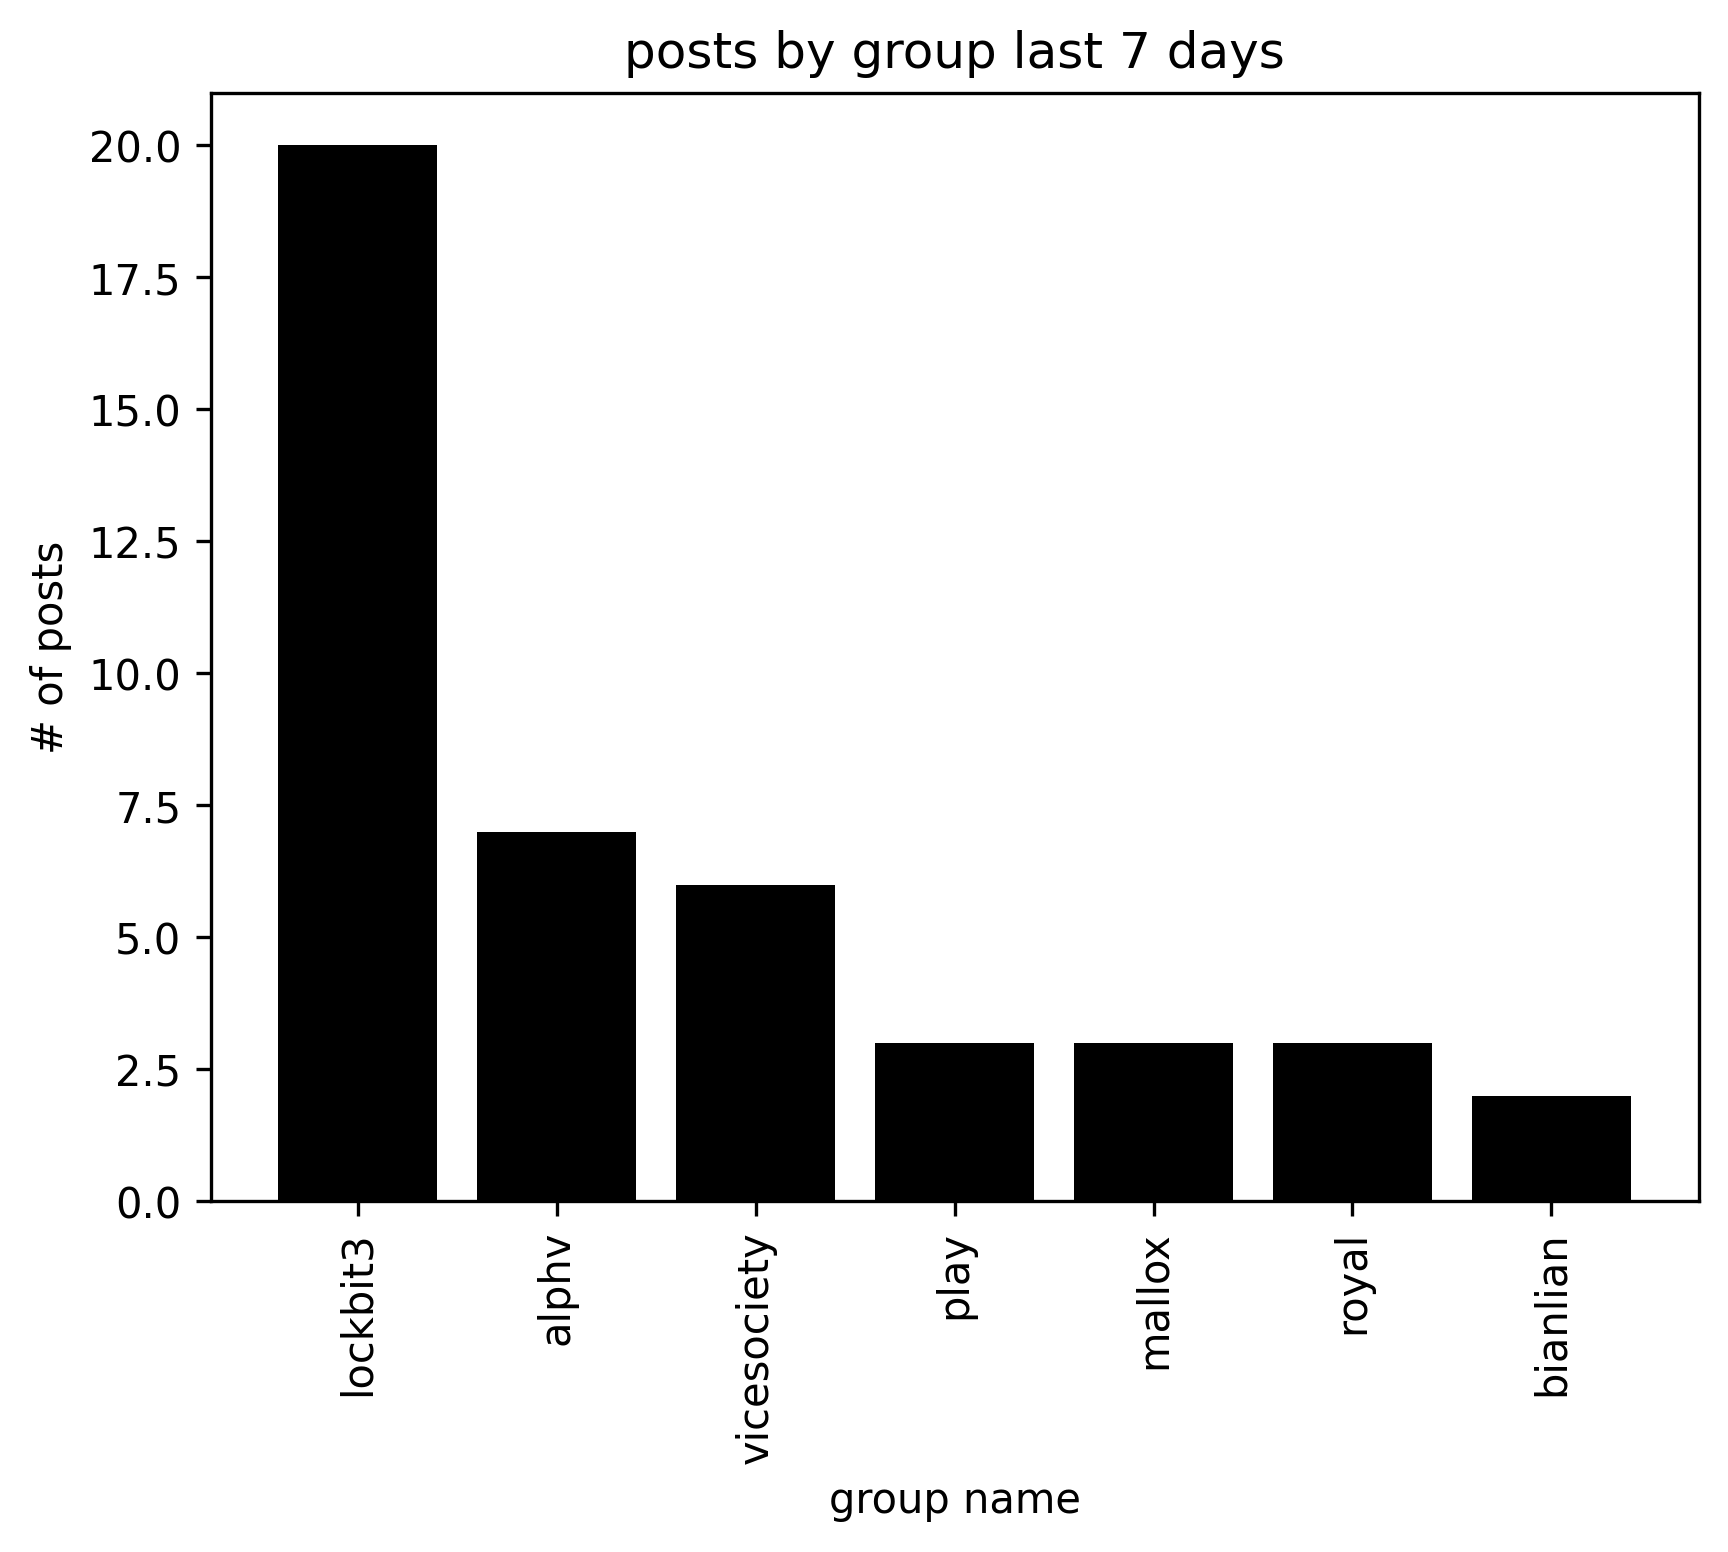 posts by group last 7 days
# of posts
20.0
17.5
15.0
12.5
10.0
7.5
5.0
2.5
0.0
lockbit3
alphv
vicesociety
play
mallox
royal
bianlian
group name